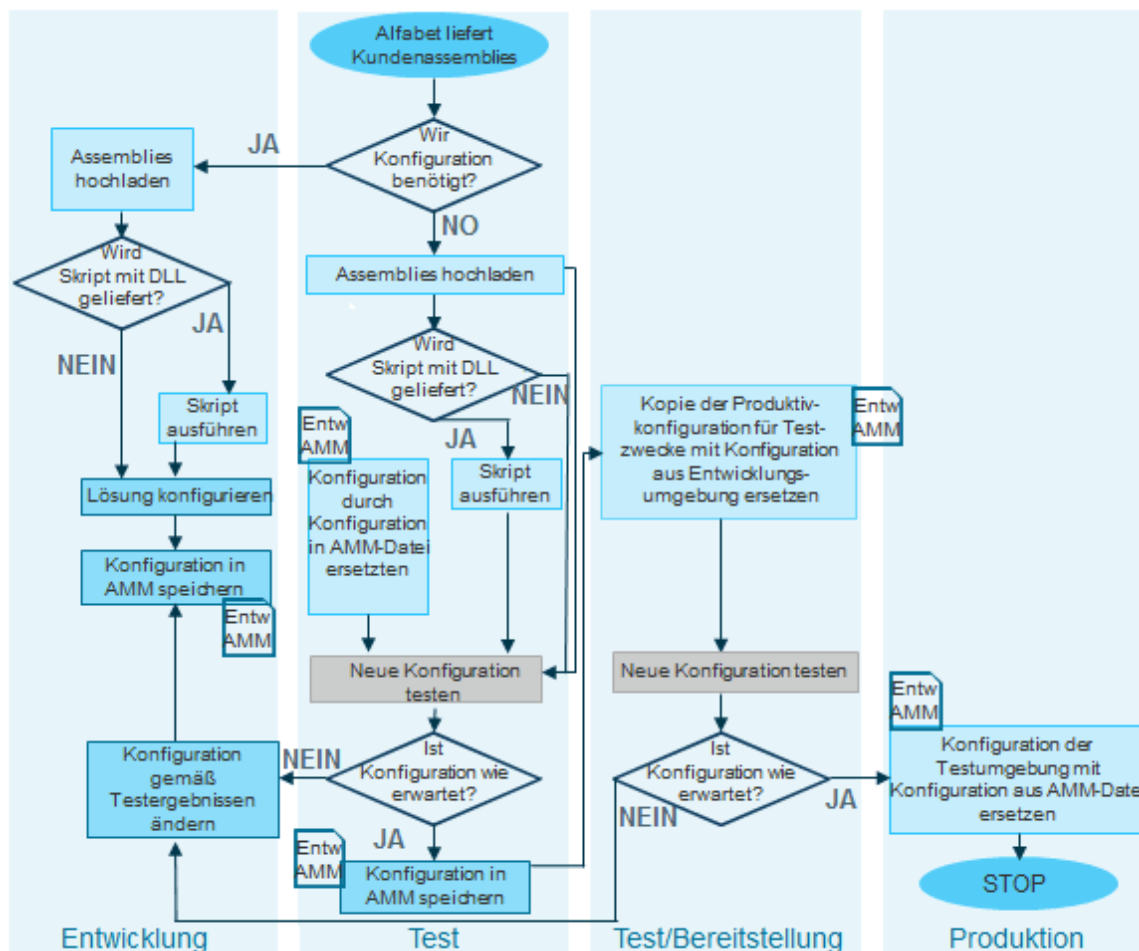 Alfabet liefert
Kundenassemblies
Wir
Konfiguration
benötigt?
JA
NO
Assemblies
hochladen
Wird
Skript mit DLL
geliefert?
JA
NEIN
Skript
ausführen
Lösung konfigurieren
Konfiguration in
AMM speichern
Entw
AMM
Konfiguration
gemäß
Testergebnissen
ändern
Assemblies hochladen
Wird
Skript mit DLL
geliefert?
NEIN
JA
Entw
AMM
Konfiguration
durch
Konfiguration
in AMM-Datei
ersetzten
Skript
ausführen
Neue Konfiguration
testen
Ist
Konfiguration wie
erwartet?
NEIN
JA
Entw
AMM
Konfiguration in
AMM speichern
Kopie der Produktiv-
konfiguration für Test-
zwecke mit Konfiguration
aus Entwicklungs-
umgebung ersetzen
Entw
AMM
Neue Konfiguration testen
Ist
Konfiguration wie
erwartet?
NEIN
JA
Entw
AMM
Konfiguration der
Testumgebung mit
Konfiguration aus AMM-Date
ersetzen
STOP
Entwicklung
Test
Test/Bereitstellung
Produktion